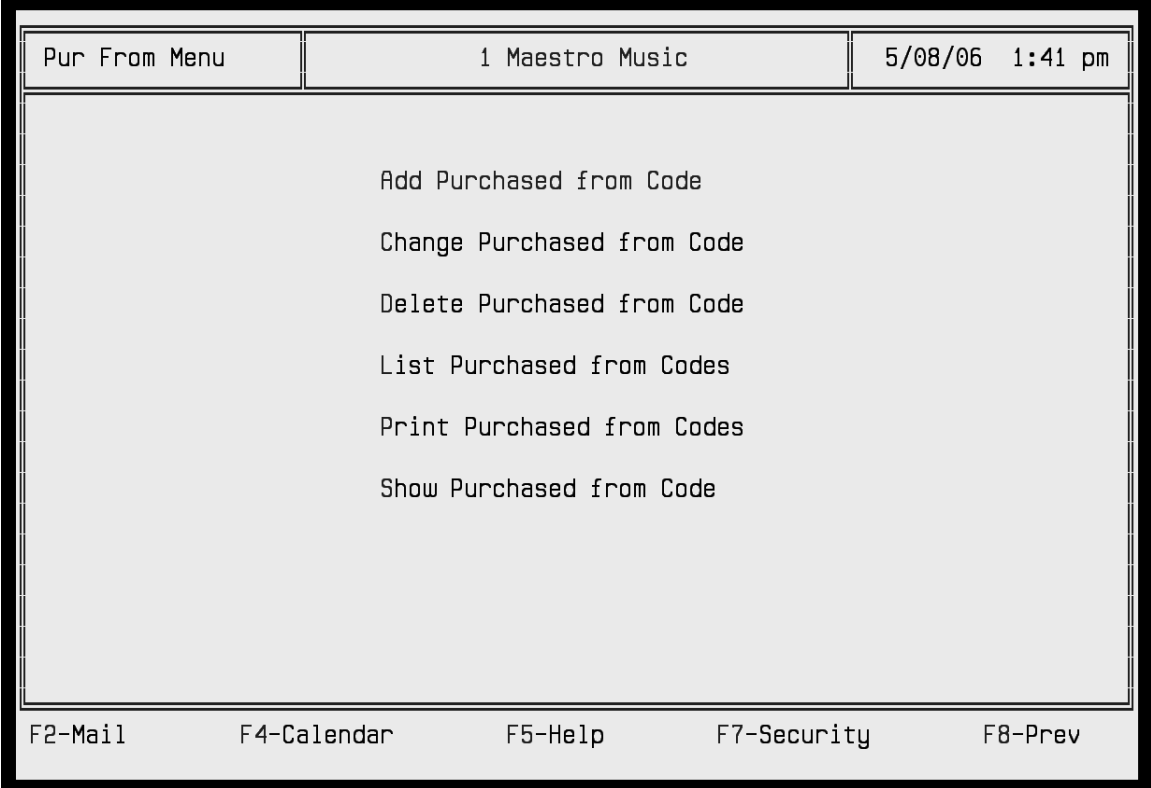 Pur From Menu 1 Maestro Music 5/08/06 1:41 pm
Add Purchased from Code
Change Purchased from Code
Delete Purchased from Code
List Purchased from Codes
Print Purchased from Codes
Show Purchased from Code
F2-Mail F4-Calendar F5-Help F7-Security F8-Prev